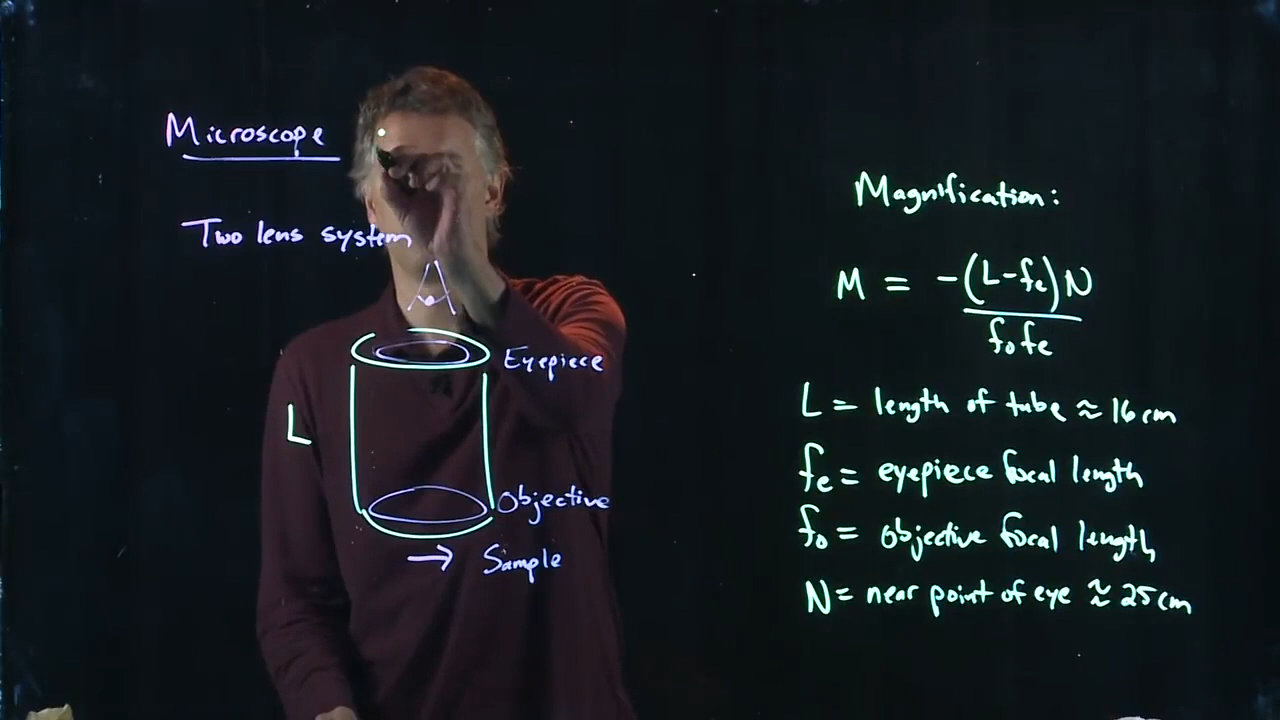 Microscope
Two lens system
Eyepiece
L
Objective
→ Sample
Magnification:
M = -(L-fe)N
fofe
L = length of tube ≈ 16 cm
fe = eyepiece focal length
fo = objective focal length
N = near point of eye ≈ 25 cm